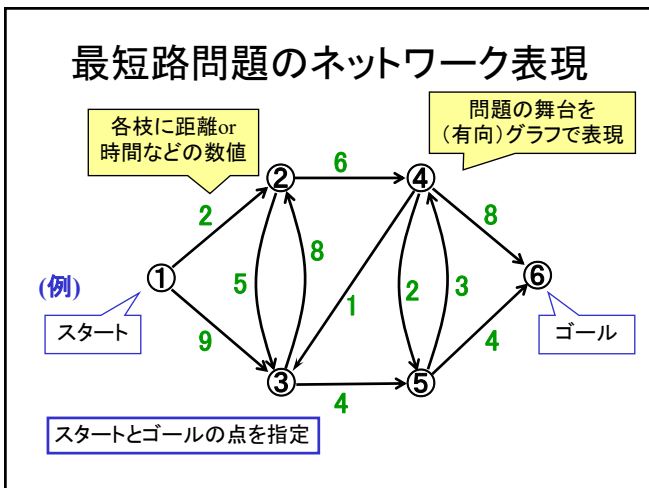 最短路問題のネットワーク表現
各枝に距離or
時間などの数値
問題の舞台を
(有向)グラフで表現
②
6
④
2
8
8
①
⑥
(例)
5
1
2
3
スタート
9
4
ゴール
③
⑤
4
スタートとゴールの点を指定